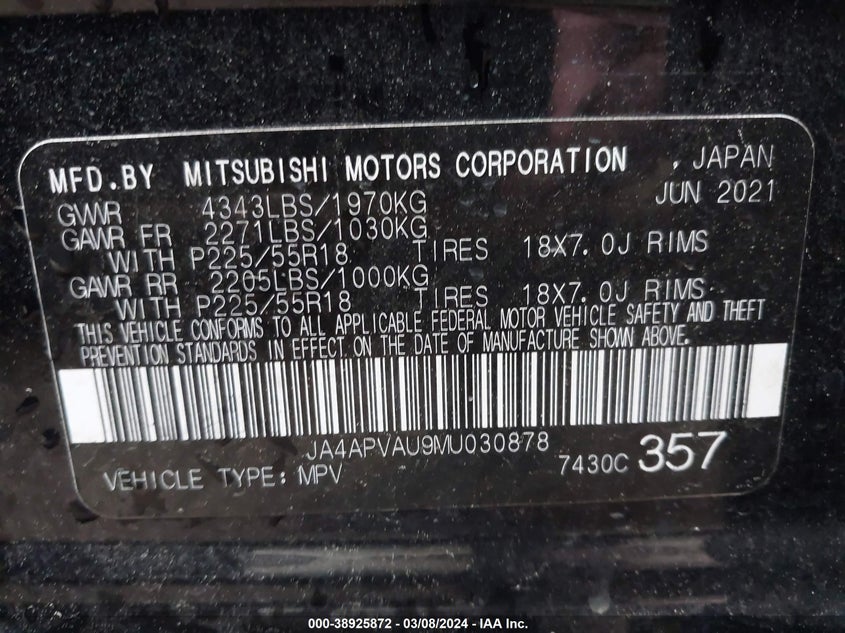 MFD.BY MITSUBISHI MOTORS CORPORATION , JAPAN
JUN 2021
GVWR 4343LBS/1970KG
GAWR FR 2271LBS/1030KG
WITH P225/55R18 TIRES 18X7.0J RIMS
GAWR RR 2205LBS/1000KG
WITH P225/55R18 TIRES 18X7.0J RIMS
THIS VEHICLE CONFORMS TO ALL APPLICABLE FEDERAL MOTOR VEHICLE SAFETY AND THEFT
PREVENTION STANDARDS IN EFFECT ON THE DATE OF MANUFACTURE SHOWN ABOVE.
JA4APVAU9MU030878
VEHICLE TYPE: MPV 7430C 357
000-38925872 - 03/08/2024 - IAA Inc.